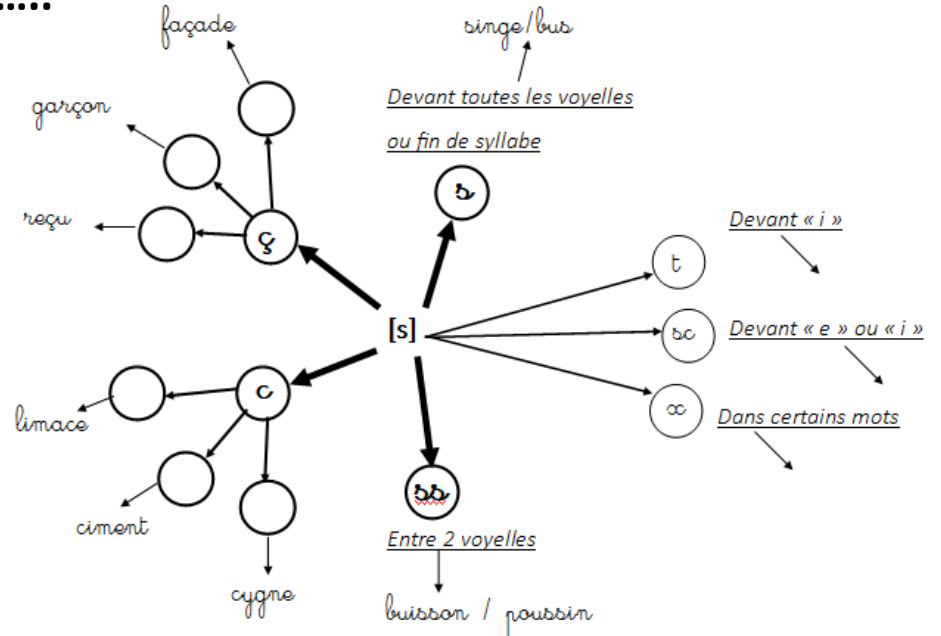 .....
façade
singe/bus
Devant toutes les voyelles
garçon
ou fin de syllabe
s
reçu
ç
Devant « i »
t
[s]
sc
Devant « e » ou « i »
x
Dans certains mots
c
limace
ss
ciment
Entre 2 voyelles
cygne
buisson / poussin